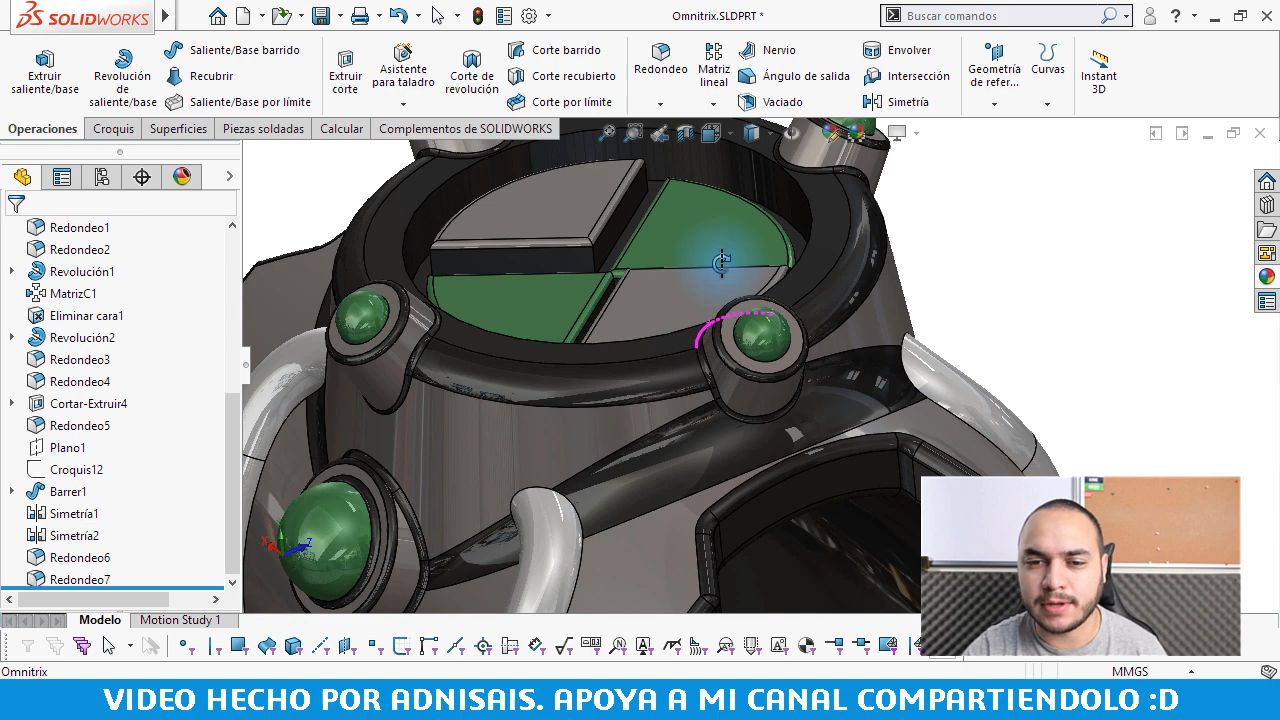 SOLIDWORKS
Omnitrix.SLDPRT *
Buscar comandos
Extruir saliente/base
Revolución de saliente/base
Saliente/Base barrido
Recubrir
Saliente/Base por límite
Extruir corte
Asistente para taladro
Corte de revolución
Corte barrido
Corte recubierto
Corte por límite
Redondeo
Matriz lineal
Nervio
Ángulo de salida
Vaciado
Envolver
Intersección
Simetría
Geometría de refer...
Curvas
Instant 3D
Operaciones
Croquis
Superficies
Piezas soldadas
Calcular
Complementos de SOLIDWORKS
Redondeo1
Redondeo2
Revolución1
MatrizC1
Eliminar cara1
Revolución2
Redondeo3
Redondeo4
Cortar-Extruir4
Redondeo5
Plano1
Croquis12
Barrer1
Simetría1
Simetría2
Redondeo6
Redondeo7
X
Z
Modelo
Motion Study 1
Omnitrix
MMGS
VIDEO HECHO POR ADNISAIS. APOYA A MI CANAL COMPARTIENDOLO :D